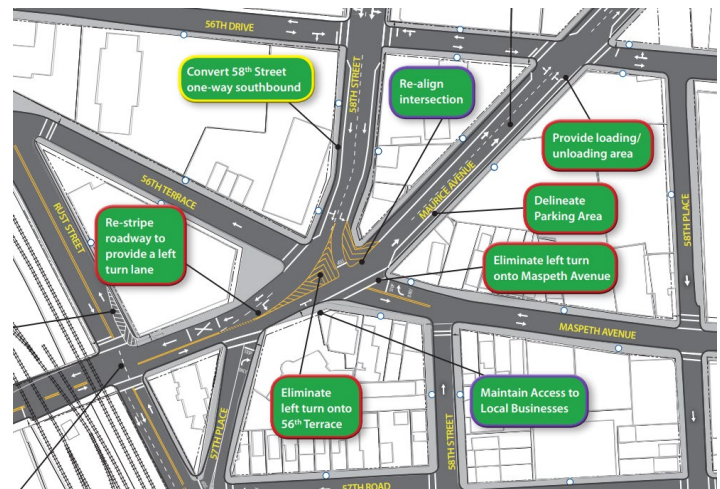 56TH DRIVE
Convert 58th Street
one-way southbound
58TH STREET
Re-align
intersection
Provide loading/
unloading area
MAURICE AVENUE
56TH TERRACE
RUST STREET
Re-stripe
roadway to
provide a left
turn lane
Delineate
Parking Area
58TH PLACE
Eliminate left turn
onto Maspeth Avenue
MASPETH AVENUE
Eliminate
left turn onto
56th Terrace
Maintain Access to
Local Businesses
57TH PLACE
58TH STREET
57TH ROAD